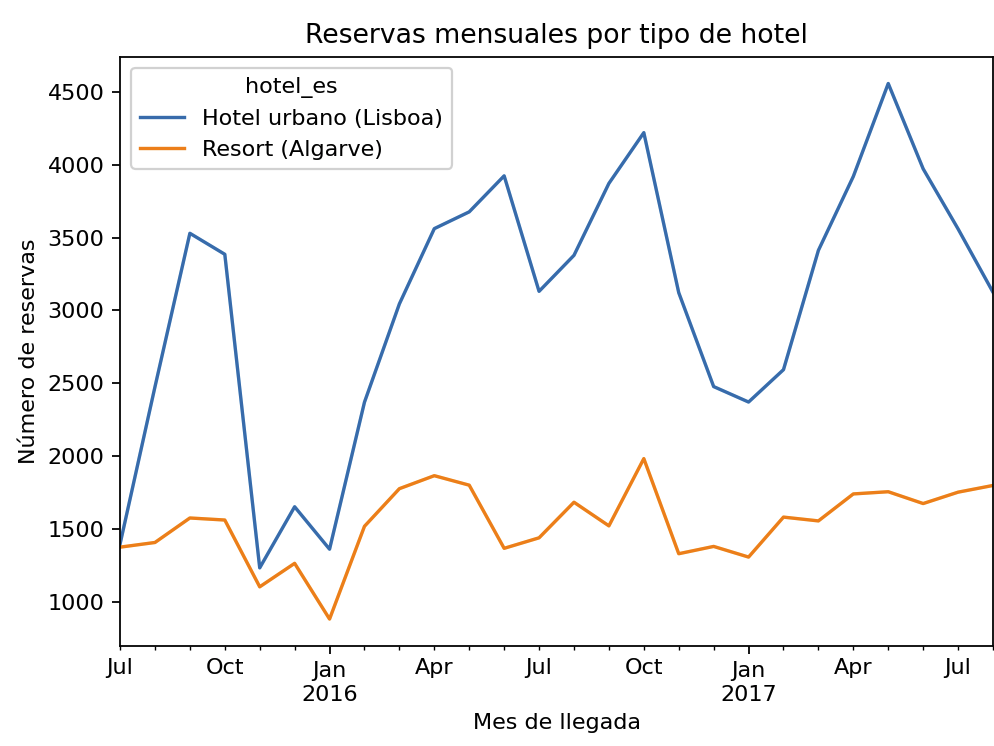 Reservas mensuales por tipo de hotel
hotel_es
Hotel urbano (Lisboa)
Resort (Algarve)
Número de reservas
4500
4000
3500
3000
2500
2000
1500
1000
Jul Oct Jan Apr Jul Oct Jan Apr Jul
2016 2017
Mes de llegada